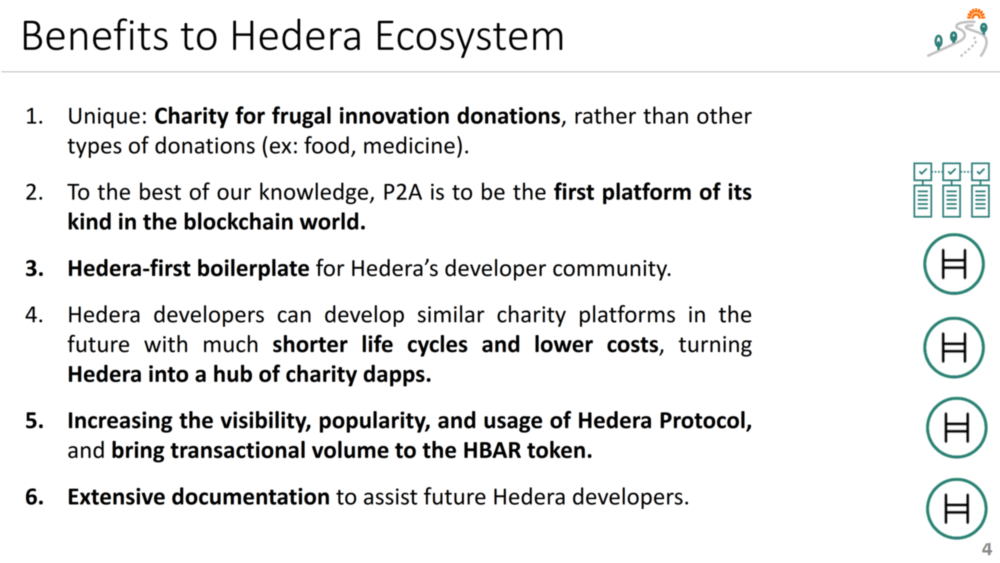 Benefits to Hedera Ecosystem
1. Unique: Charity for frugal innovation donations, rather than other
types of donations (ex: food, medicine).
2. To the best of our knowledge, P2A is to be the first platform of its
kind in the blockchain world.
3. Hedera-first boilerplate for Hedera’s developer community.
4. Hedera developers can develop similar charity platforms in the
future with much shorter life cycles and lower costs, turning
Hedera into a hub of charity dapps.
5. Increasing the visibility, popularity, and usage of Hedera Protocol,
and bring transactional volume to the HBAR token.
6. Extensive documentation to assist future Hedera developers.
4